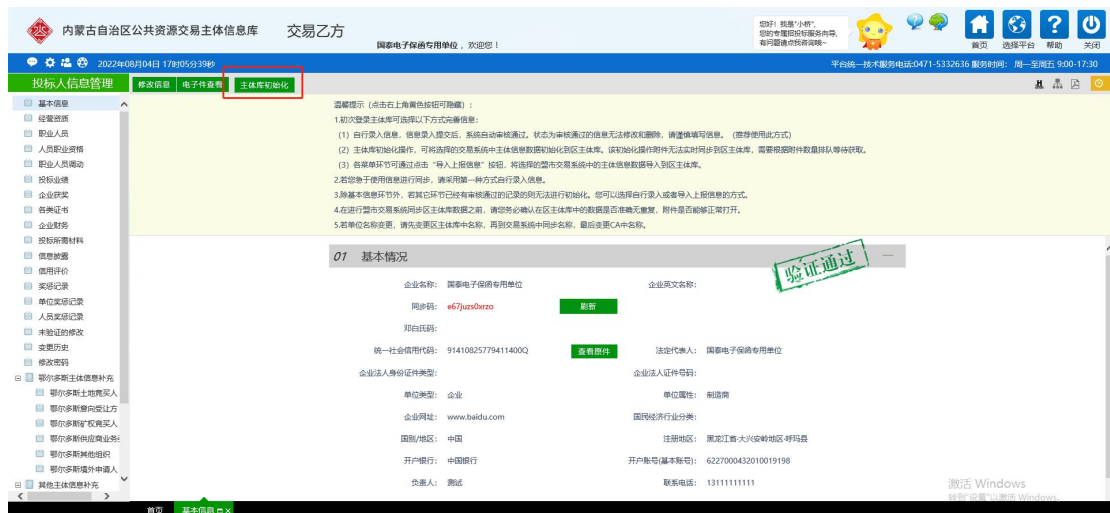 内蒙古自治区公共资源交易主体信息库 交易乙方
国泰电子保函专用单位，欢迎您！
您好！我是"小桥"，
您的专属招投标服务向导，
有问题请点我咨询哦~
首页 选择平台 帮助 关闭
2022年08月04日 17时05分39秒
平台统一技术服务电话:0471-5332636 服务时间：周一至周五 9:00-17:30
投标人信息管理 修改信息 电子件查看 主体库初始化
基本信息
经营资质
职业人员
人员职业资格
职业人员调动
投标业绩
企业获奖
各类证书
企业财务
投标所需材料
信息披露
信用评价
奖惩记录
单位奖惩记录
人员奖惩记录
未验证的修改
变更历史
修改密码
鄂尔多斯主体信息补充
鄂尔多斯土地竞买人
鄂尔多斯意向受让方
鄂尔多斯矿权竞买人
鄂尔多斯供应商业务
鄂尔多斯其他组织
鄂尔多斯境外申请人
其他主体信息补充
温馨提示（点击右上角黄色按钮可隐藏）：
1.初次登录主体库可选择以下方式完善信息：
（1）自行录入信息，信息录入提交后，系统自动审核通过。状态为审核通过的信息无法修改和删除，请谨慎填写信息。（推荐使用此方式）
（2）主体库初始化操作，可将选择的交易系统中主体信息数据初始化到区主体库。该初始化操作附件无法实时同步到区主体库，需要根据附件数量排队等待获取。
（3）各菜单环节可通过点击"导入上报信息"按钮，将选择的盟市交易系统中的主体信息数据导入到区主体库。
2.若您急于使用信息进行同步，请采用第一种方式自行录入信息。
3.除基本信息环节外，若其它环节已经有审核通过的记录的则无法进行初始化。您可以选择自行录入或者导入上报信息的方式。
4.在进行盟市交易系统同步区主体库数据之前，请您务必确认在区主体库中的数据是否准确无重复，附件是否能够正常打开。
5.若单位名称变更，请先变更区主体库中名称，再到交易系统中同步名称，最后变更CA中名称。
01 基本情况
验证通过
企业名称： 国泰电子保函专用单位 企业英文名称：
同步码： e67juzs0xrzo 刷新
邓白氏码：
统一社会信用代码： 91410825779411400Q 查看原件 法定代表人： 国泰电子保函专用单位
企业法人身份证件类型： 企业法人证件号码：
单位类型： 企业 单位属性： 制造商
企业网址： www.baidu.com 国民经济行业分类：
国别/地区： 中国 注册地区： 黑龙江省·大兴安岭地区·呼玛县
开户银行： 中国银行 开户账号(基本账号)： 6227000432010019198
负责人： 测试 联系电话： 13111111111
激活 Windows
转到"设置"以激活 Windows。
首页 基本信息